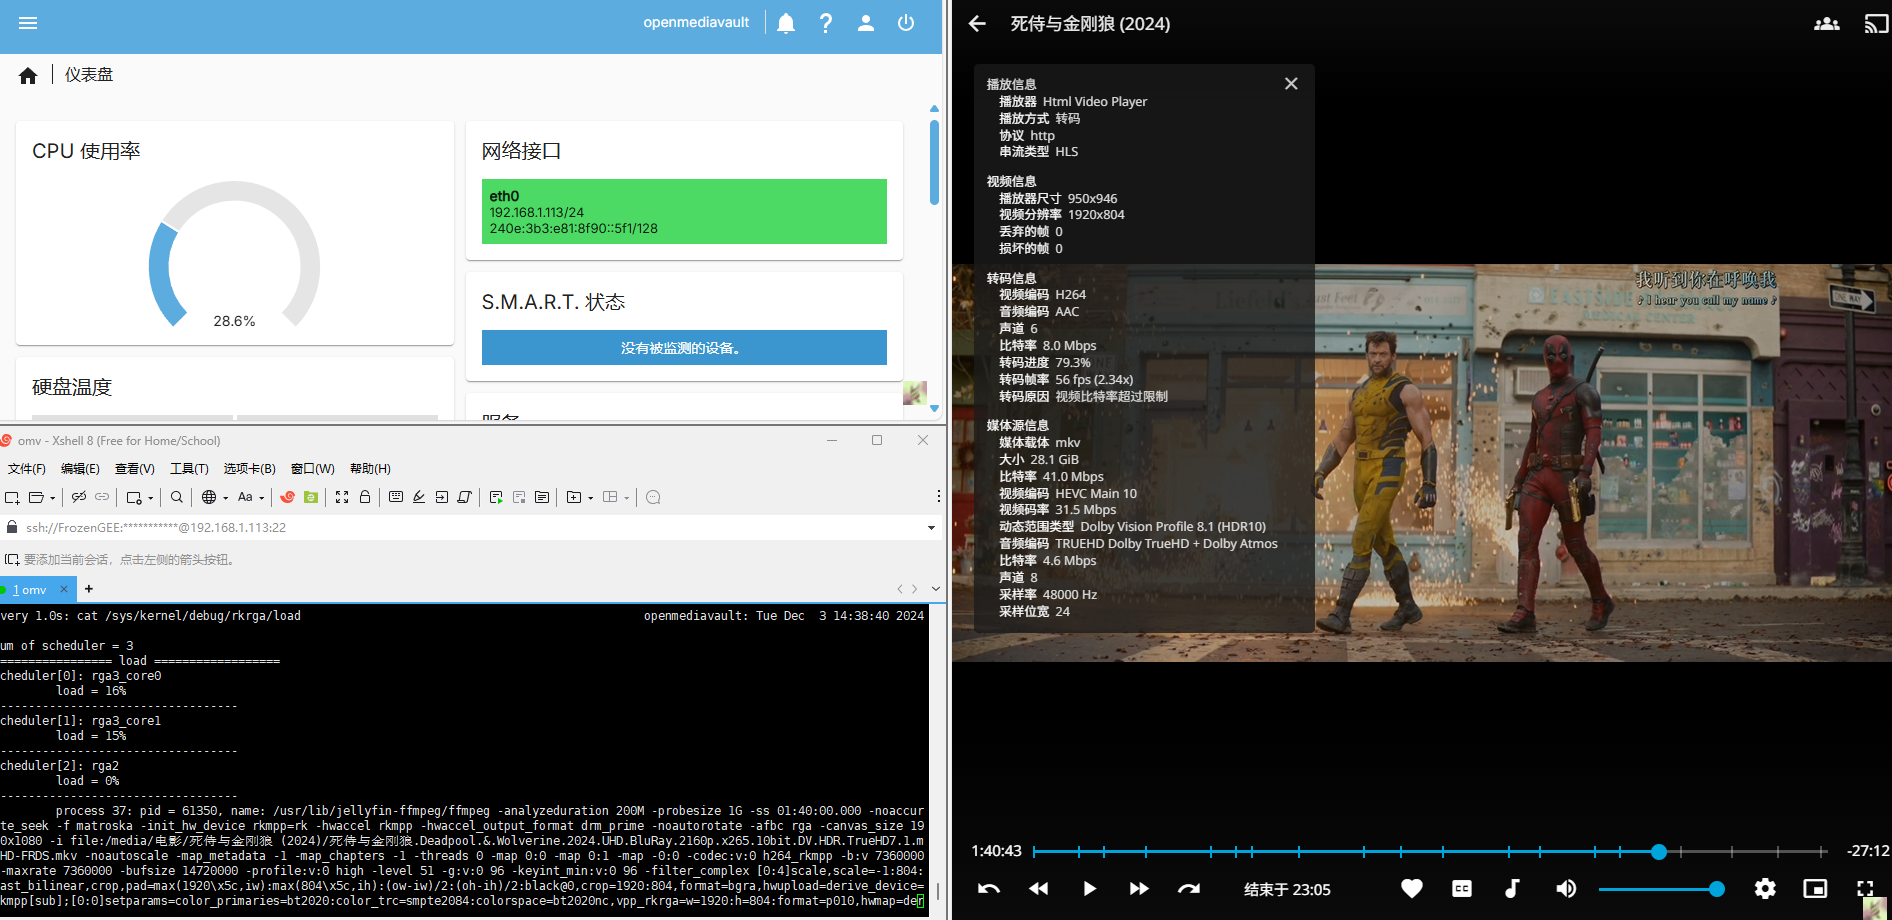 openmediavault
仪表盘
CPU 使用率
28.6%
网络接口
eth0
192.168.1.113/24
240e:3b3:e81:8f90::5f1/128
S.M.A.R.T. 状态
没有被监测的设备。
硬盘温度
omv - Xshell 8 (Free for Home/School)
文件(F) 编辑(E) 查看(V) 工具(T) 选项卡(B) 窗口(W) 帮助(H)
ssh://FrozenGEE:***********@192.168.1.113:22
要添加当前会话，点击左侧的箭头按钮。
1 omv
very 1.0s: cat /sys/kernel/debug/rkrga/load openmediavault: Tue Dec  3 14:38:40 2024
um of scheduler = 3
================ load ==================
cheduler[0]: rga3_core0
load = 16%
----------------------------------
cheduler[1]: rga3_core1
load = 15%
----------------------------------
cheduler[2]: rga2
load = 0%
----------------------------------
process 37: pid = 61350, name: /usr/lib/jellyfin-ffmpeg/ffmpeg -analyzeduration 200M -probesize 1G -ss 01:40:00.000 -noaccur
te_seek -f matroska -init_hw_device rkmpp=rk -hwaccel rkmpp -hwaccel_output_format drm_prime -noautorotate -afbc rga -canvas_size 19
0x1080 -i file:/media/电影/死侍与金刚狼 (2024)/死侍与金刚狼.Deadpool.&.Wolverine.2024.UHD.BluRay.2160p.x265.10bit.DV.HDR.TrueHD7.1.m
HD-FRDS.mkv -noautoscale -map_metadata -1 -map_chapters -1 -threads 0 -map 0:0 -map 0:1 -map -0:0 -codec:v:0 h264_rkmpp -b:v 7360000
-maxrate 7360000 -bufsize 14720000 -profile:v:0 high -level 51 -g:v:0 96 -keyint_min:v:0 96 -filter_complex [0:4]scale,scale=-1:804:
ast_bilinear,crop,pad=max(1920\x5c,iw):max(804\x5c,ih):(ow-iw)/2:(oh-ih)/2:black@0,crop=1920:804,format=bgra,hwupload=derive_device=
kmpp[sub];[0:0]setparams=color_primaries=bt2020:color_trc=smpte2084:colorspace=bt2020nc,vpp_rkrga=w=1920:h=804:format=p010,hwmap=der
死侍与金刚狼 (2024)
播放信息
播放器 Html Video Player
播放方式 转码
协议 http
串流类型 HLS
视频信息
播放器尺寸 950x946
视频分辨率 1920x804
丢弃的帧 0
损坏的帧 0
转码信息
视频编码 H264
音频编码 AAC
声道 6
比特率 8.0 Mbps
转码进度 79.3%
转码帧率 56 fps (2.34x)
转码原因 视频比特率超过限制
媒体源信息
媒体载体 mkv
大小 28.1 GiB
比特率 41.0 Mbps
视频编码 HEVC Main 10
视频码率 31.5 Mbps
动态范围类型 Dolby Vision Profile 8.1 (HDR10)
音频编码 TRUEHD Dolby TrueHD + Dolby Atmos
比特率 4.6 Mbps
声道 8
采样率 48000 Hz
采样位宽 24
我听到你在呼唤我
♪ I hear you call my name ♪
EASTSIDE
MEDICAL CENTER
ONE WAY
1:40:43
-27:12
结束于 23:05